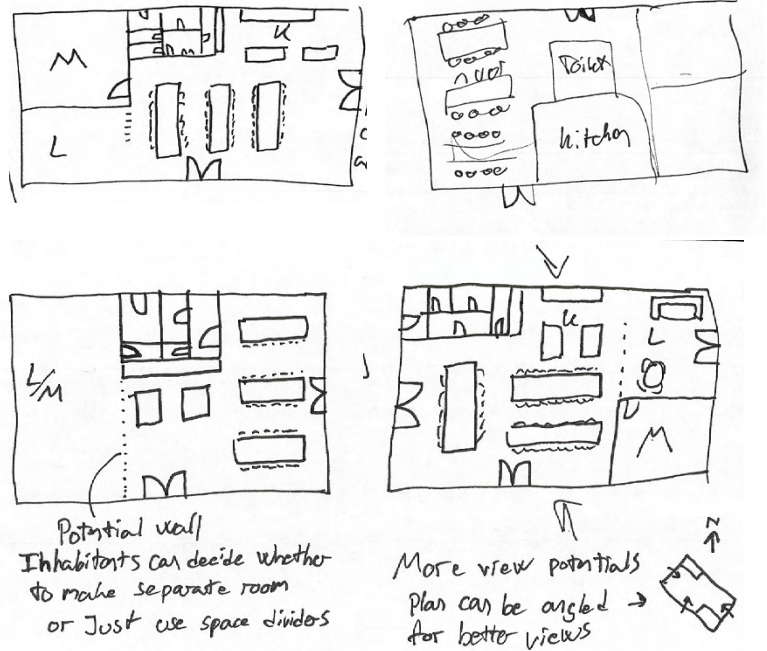 M
K
L
Toilet
kitchen
L/M
K
L
M
Potential wall
Inhabitants can decide whether
to make separate room
or Just use space dividers
More view potentials
Plan can be angled
for better views
N